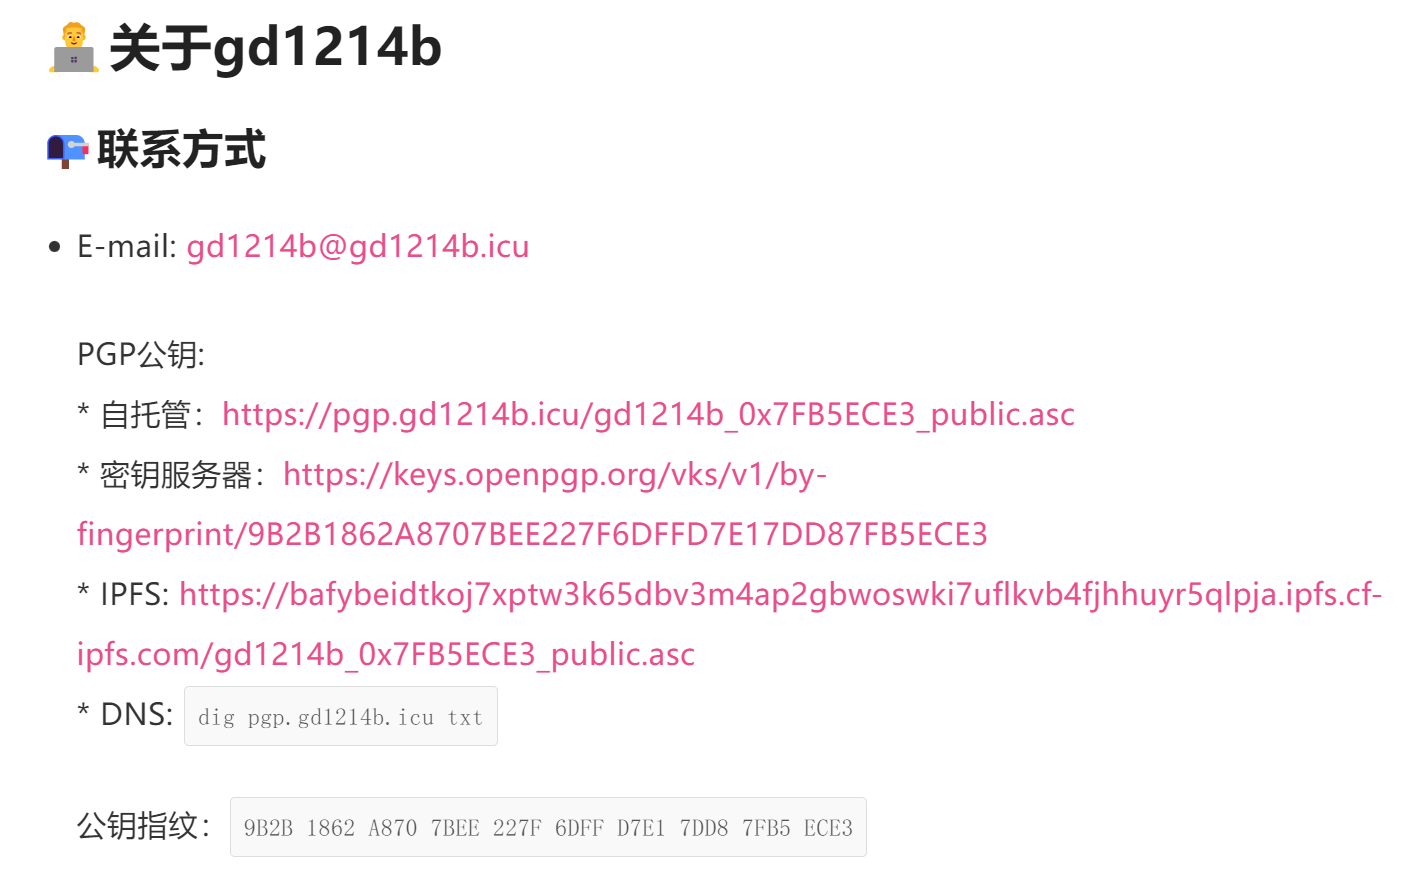 关于gd1214b
联系方式
E-mail: gd1214b@gd1214b.icu
PGP公钥:
* 自托管：https://pgp.gd1214b.icu/gd1214b_0x7FB5ECE3_public.asc
* 密钥服务器：https://keys.openpgp.org/vks/v1/by-
fingerprint/9B2B1862A8707BEE227F6DFFD7E17DD87FB5ECE3
* IPFS: https://bafybeidtkoj7xptw3k65dbv3m4ap2gbwoswki7uflkvb4fjhhuyr5qlpja.ipfs.cf-
ipfs.com/gd1214b_0x7FB5ECE3_public.asc
* DNS: dig pgp.gd1214b.icu txt
公钥指纹：9B2B 1862 A870 7BEE 227F 6DFF D7E1 7DD8 7FB5 ECE3